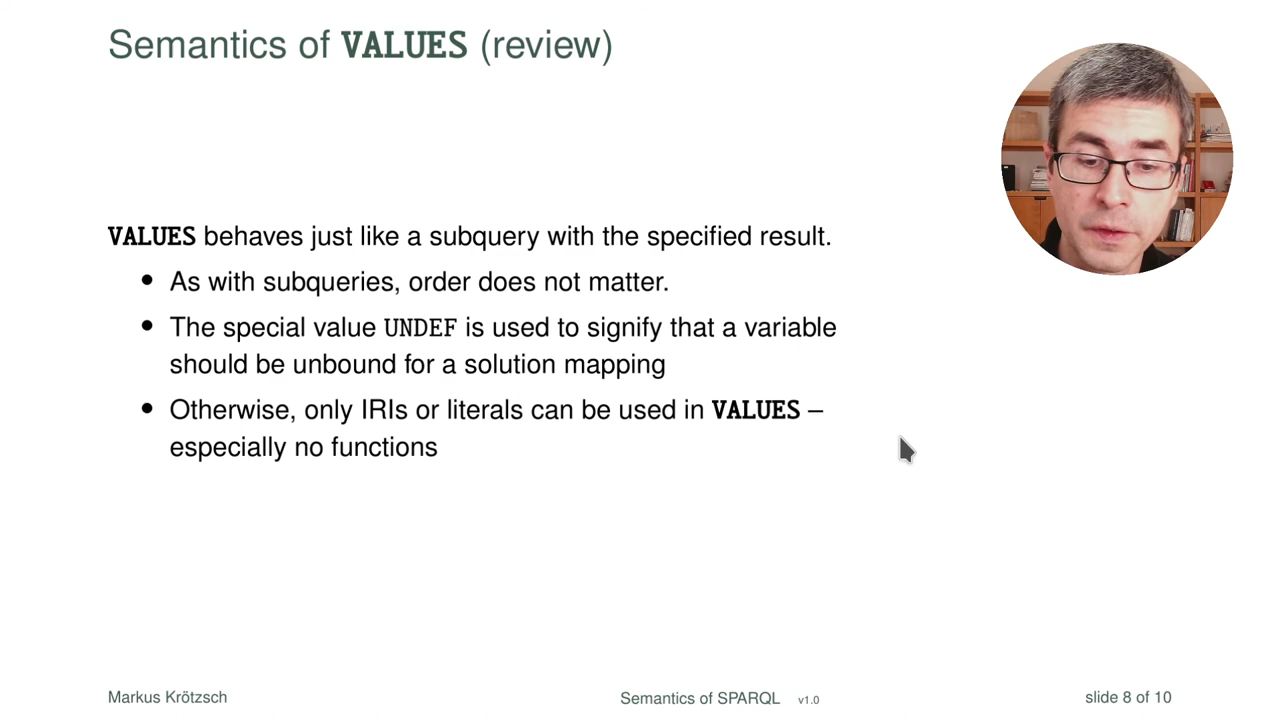 Semantics of VALUES (review)
VALUES behaves just like a subquery with the specified result.
• As with subqueries, order does not matter.
• The special value UNDEF is used to signify that a variable
should be unbound for a solution mapping
• Otherwise, only IRIs or literals can be used in VALUES –
especially no functions
Markus Krötzsch
Semantics of SPARQL v1.0
slide 8 of 10